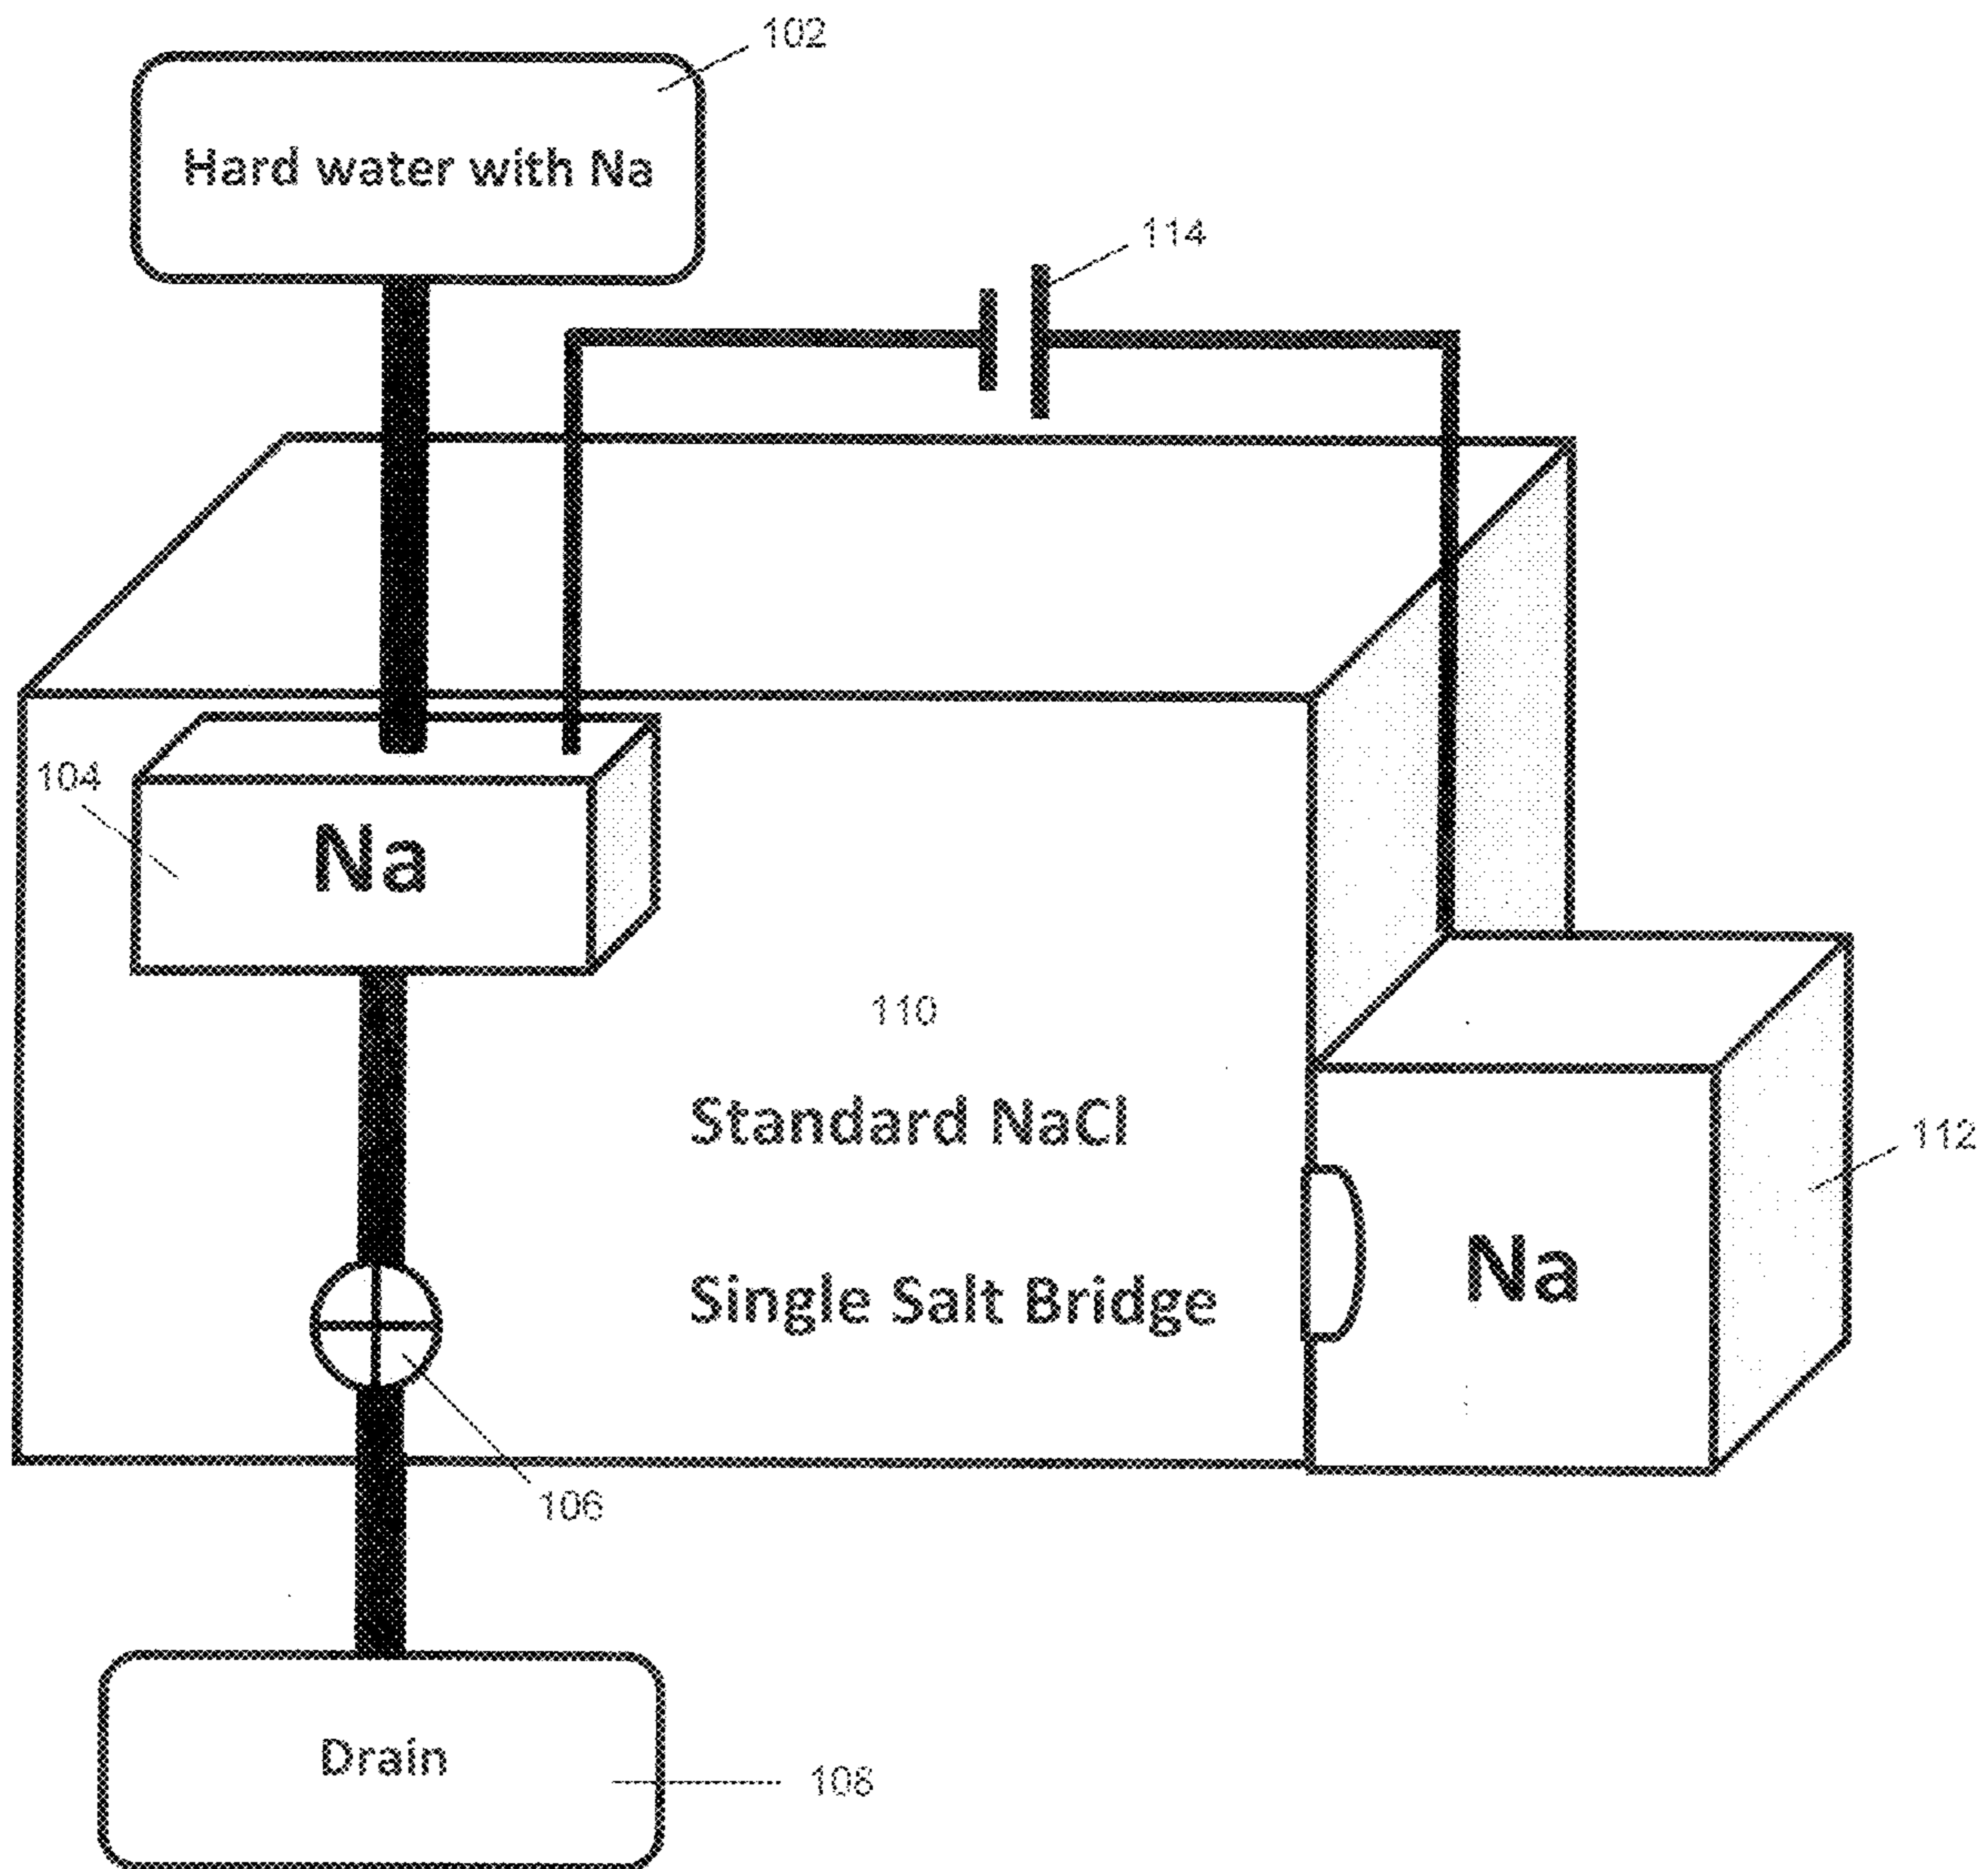 102
Hard water with Na
114
104
Na
110
Standard NaCl
112
Single Salt Bridge
Na
106
Drain
108